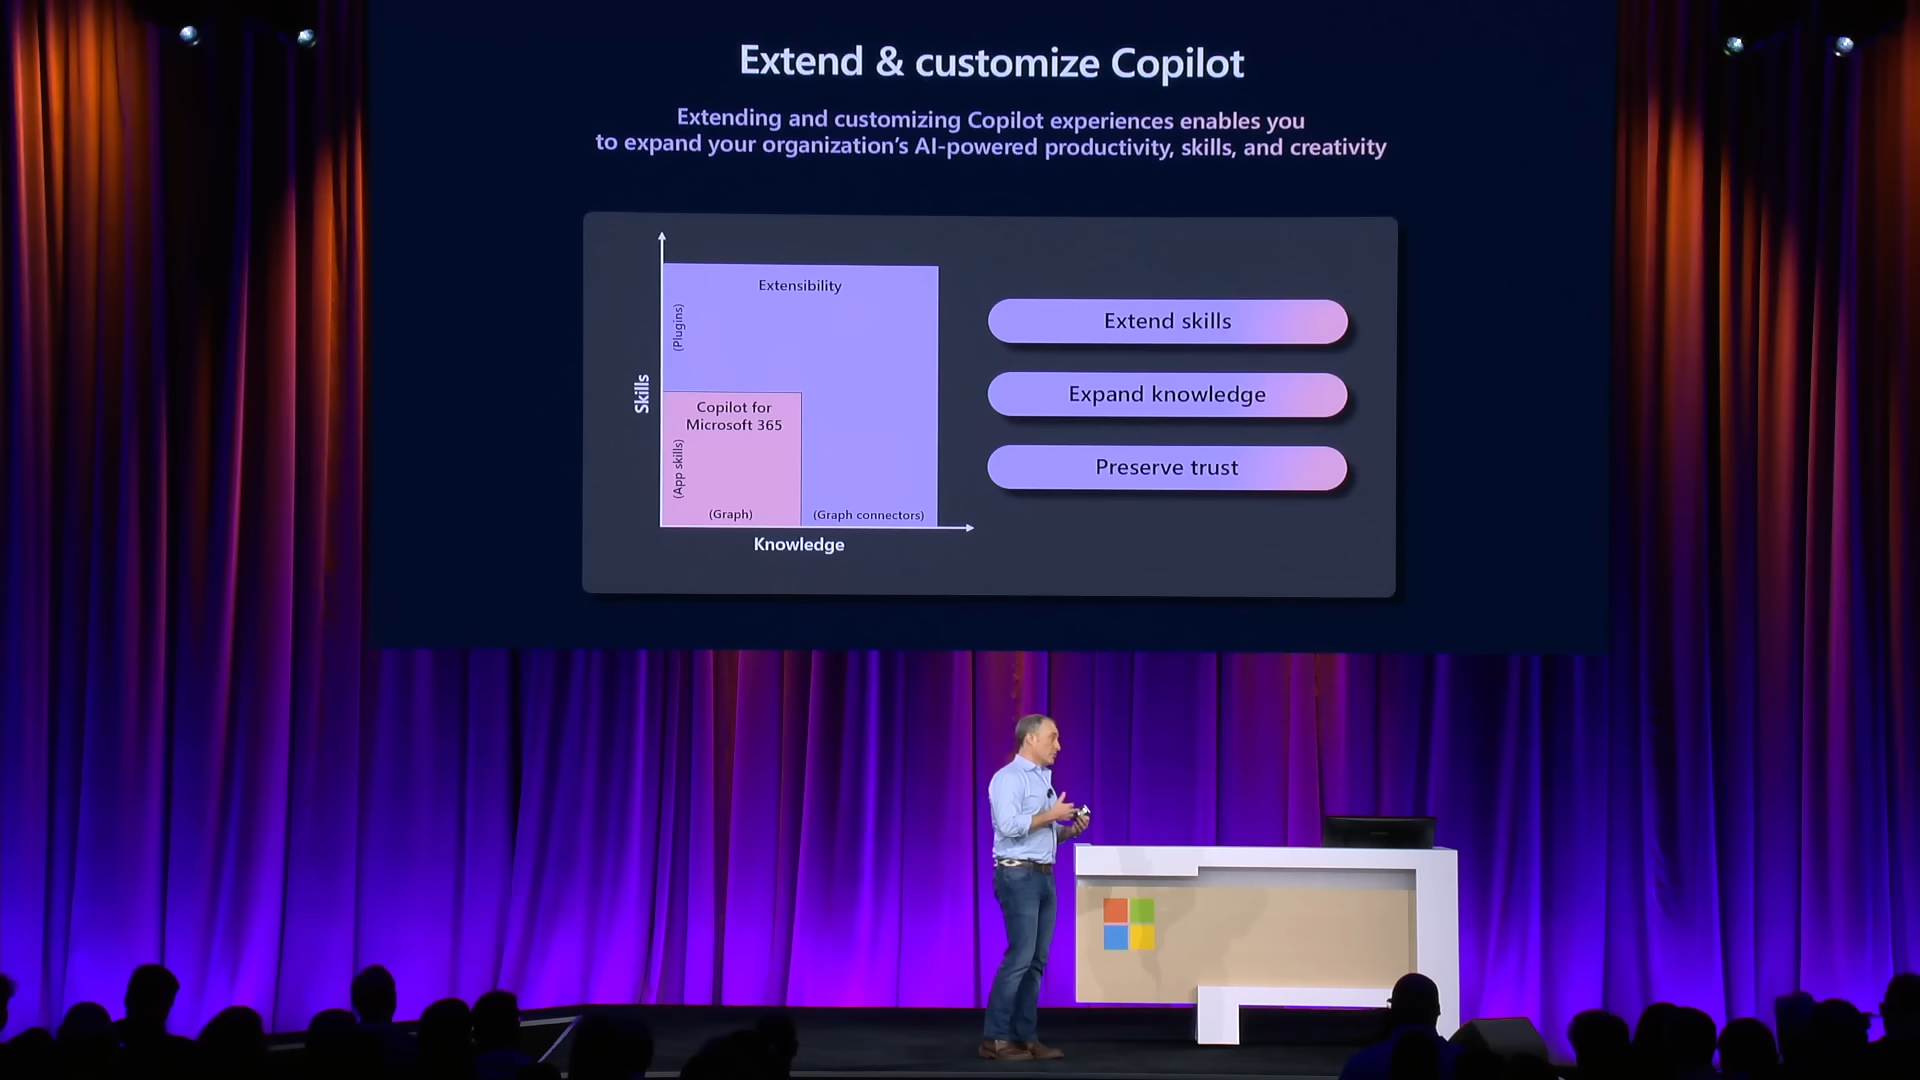 Extend & customize Copilot
Extending and customizing Copilot experiences enables you
to expand your organization's AI-powered productivity, skills, and creativity
Extensibility
(Plugins)
Skills
Copilot for
Microsoft 365
(App skills)
(Graph)
(Graph connectors)
Knowledge
Extend skills
Expand knowledge
Preserve trust